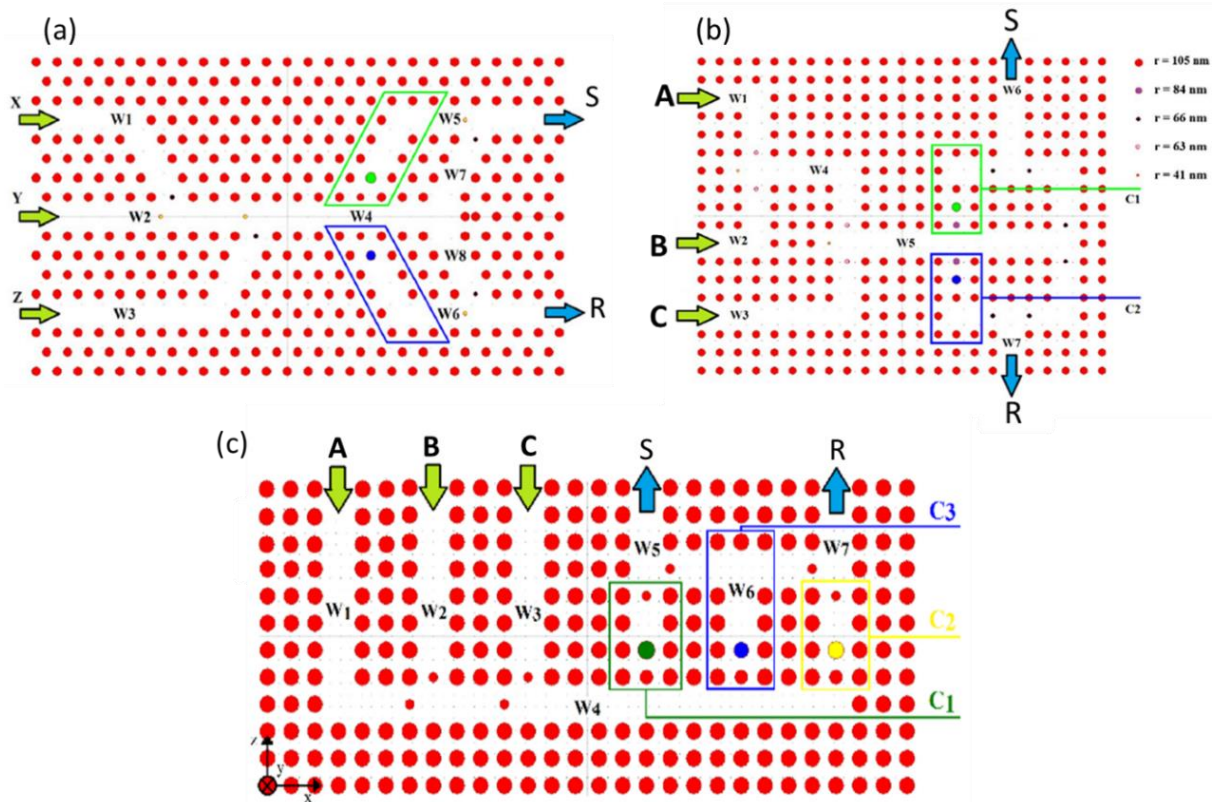 (a)
X
W1
W5
S
W7
Y
W2
W4
W8
Z
W3
W6
R
(b)
S
A
W1
W6
r = 105 nm
r = 84 nm
r = 66 nm
r = 63 nm
r = 41 nm
W4
C1
B
W2
W5
C
W3
C2
W7
R
(c)
A
B
C
S
R
C3
W5
W7
W1
W2
W3
W6
C2
W4
C1
z
y
x